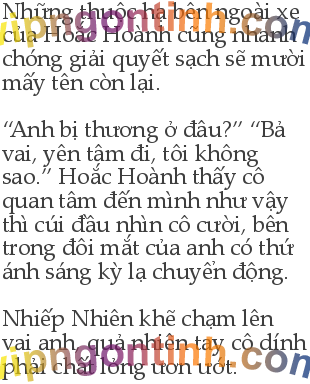 Những thuộc hạ bên ngoài xe
của Hoắc Hoành cũng nhanh
chóng giải quyết sạch sẽ mười
mấy tên còn lại.
“Anh bị thương ở đâu?” “Bả
vai, yên tâm đi, tôi không
sao.” Hoắc Hoành thấy cô
quan tâm đến mình như vậy
thì cúi đầu nhìn cô cười, bên
trong đôi mắt của anh có thứ
ánh sáng kỳ lạ chuyển động.
Nhiếp Nhiên khẽ chạm lên
vai anh, quả nhiên tay cô dính
phải chất lỏng ươn ướt.
vipngontinh.com
vipngontinh.com